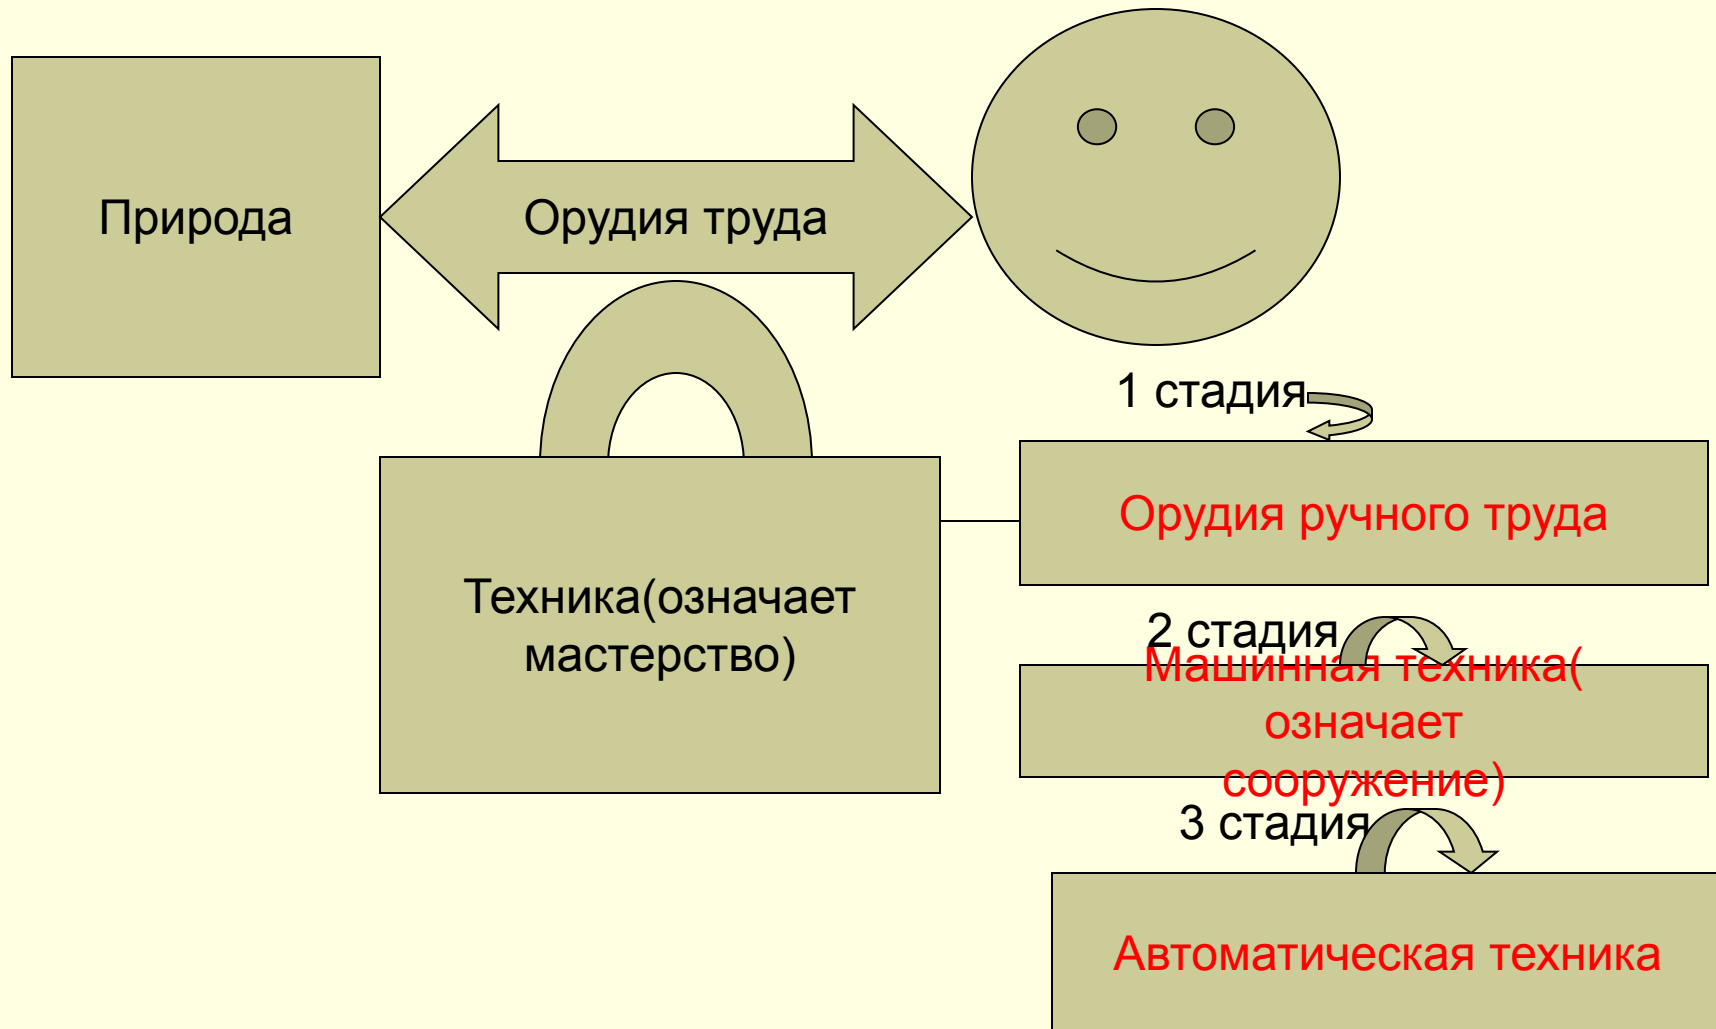 Природа
Орудия труда
1 стадия
Орудия ручного труда
Техника(означает
мастерство)
2 стадия
Машинная техника(
означает
сооружение)
3 стадия
Автоматическая техника